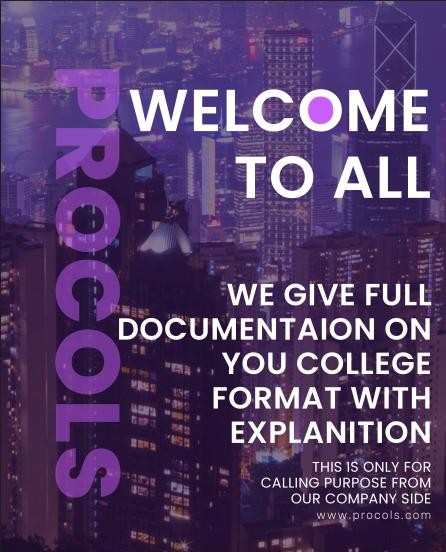 PROCOLS
WELCOME
TO ALL
WE GIVE FULL
DOCUMENTAION ON
YOU COLLEGE
FORMAT WITH
EXPLANITION
THIS IS ONLY FOR
CALLING PURPOSE FROM
OUR COMPANY SIDE
www.procols.com